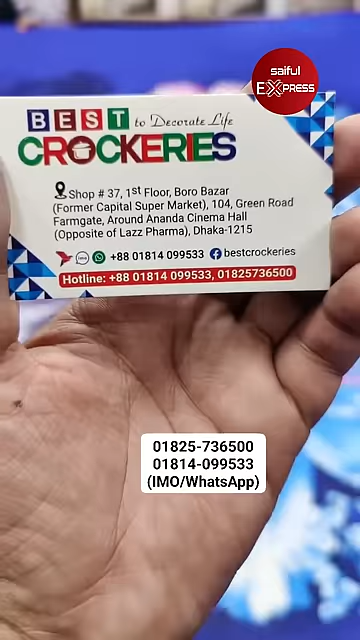 saiful
EXPRESS
BEST to Decorate Life
CROCKERIES
Shop # 37, 1st Floor, Boro Bazar
(Former Capital Super Market), 104, Green Road
Farmgate, Around Ananda Cinema Hall
(Opposite of Lazz Pharma), Dhaka-1215
imo +88 01814 099533 bestcrockeries
Hotline: +88 01814 099533, 01825736500
01825-736500
01814-099533
(IMO/WhatsApp)